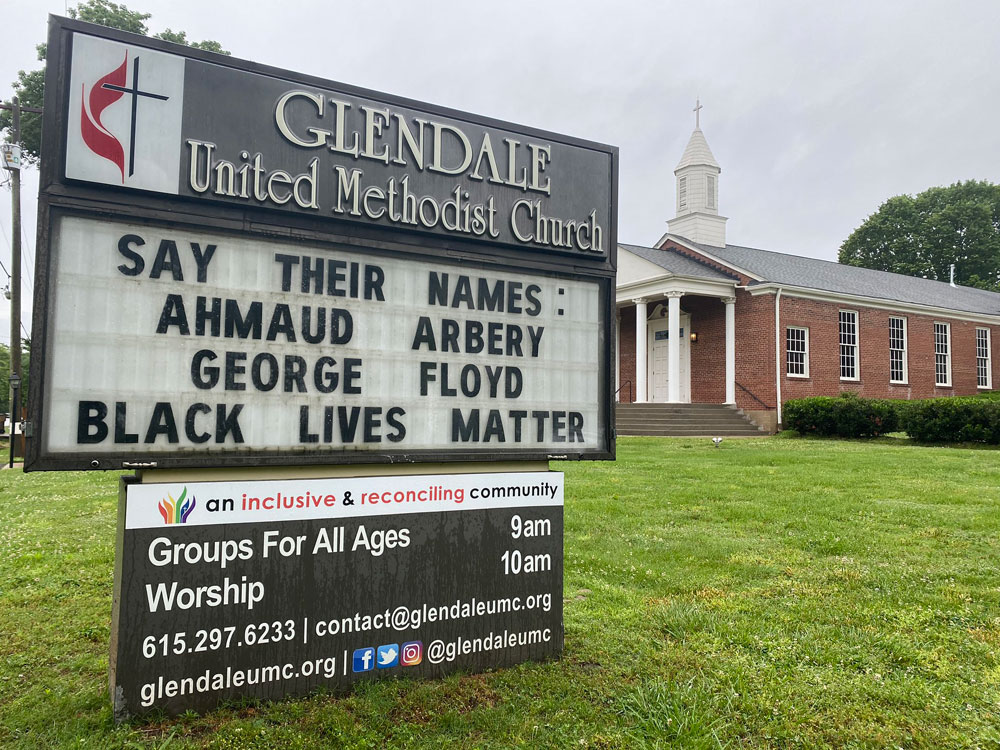 GLENDALE
United Methodist Church
SAY THEIR NAMES:
AHMAUD ARBERY
GEORGE FLOYD
BLACK LIVES MATTER
an inclusive & reconciling community
Groups For All Ages 9am
Worship 10am
615.297.6233 | contact@glendaleumc.org
glendaleumc.org | @glendaleumc